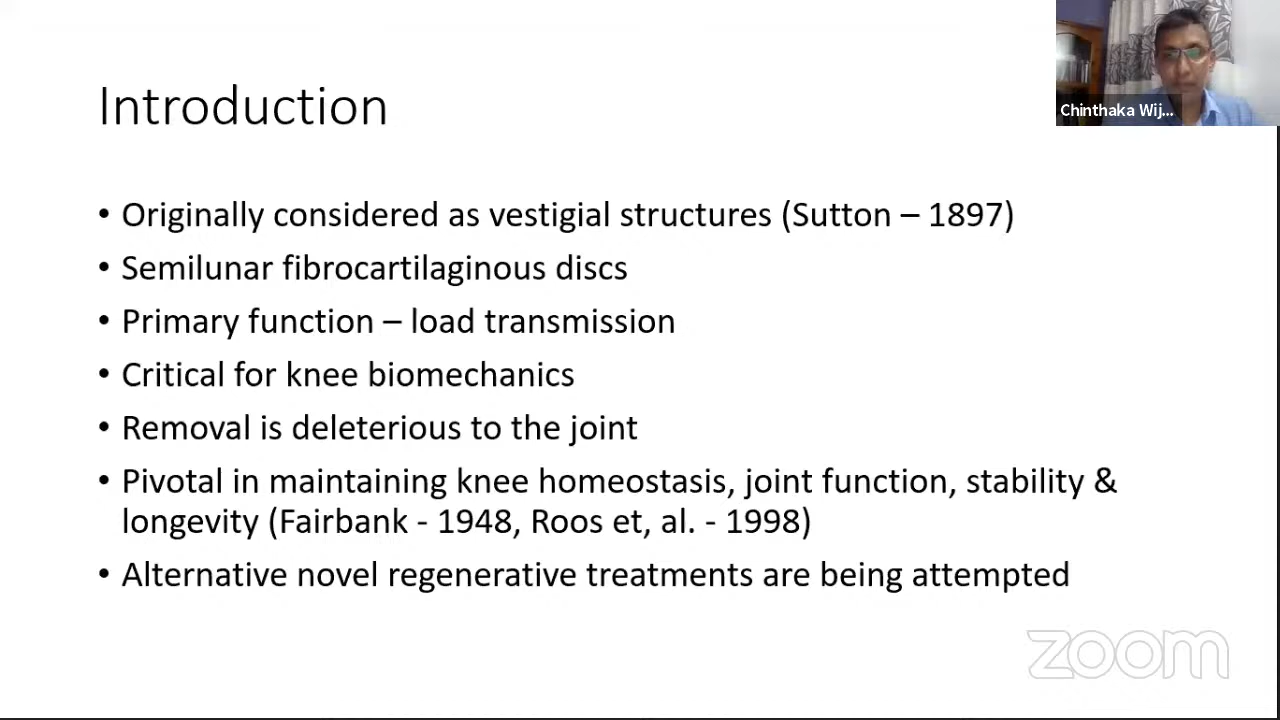 Introduction
Chinthaka Wij...
• Originally considered as vestigial structures (Sutton – 1897)
• Semilunar fibrocartilaginous discs
• Primary function – load transmission
• Critical for knee biomechanics
• Removal is deleterious to the joint
• Pivotal in maintaining knee homeostasis, joint function, stability &
longevity (Fairbank - 1948, Roos et, al. - 1998)
• Alternative novel regenerative treatments are being attempted
zoom